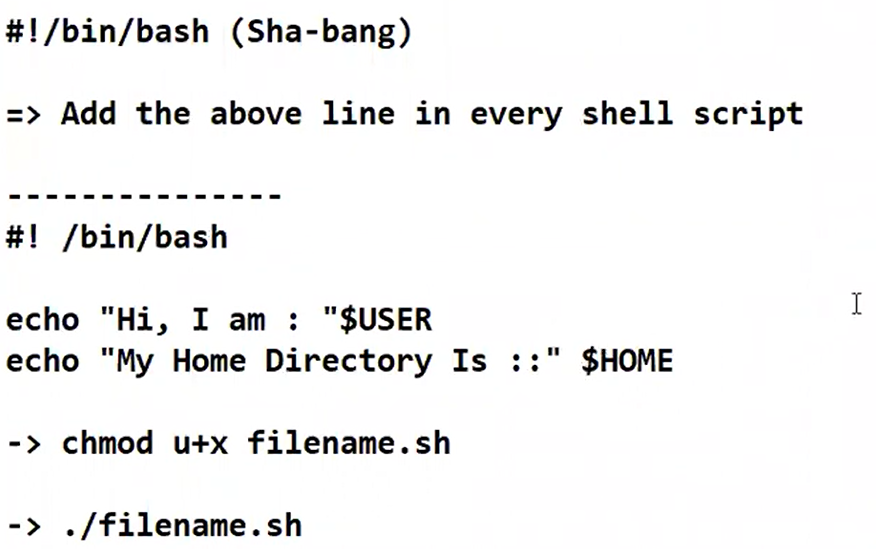 #!/bin/bash (Sha-bang)
=> Add the above line in every shell script
---------------
#! /bin/bash
echo "Hi, I am : "$USER
echo "My Home Directory Is ::" $HOME
-> chmod u+x filename.sh
-> ./filename.sh